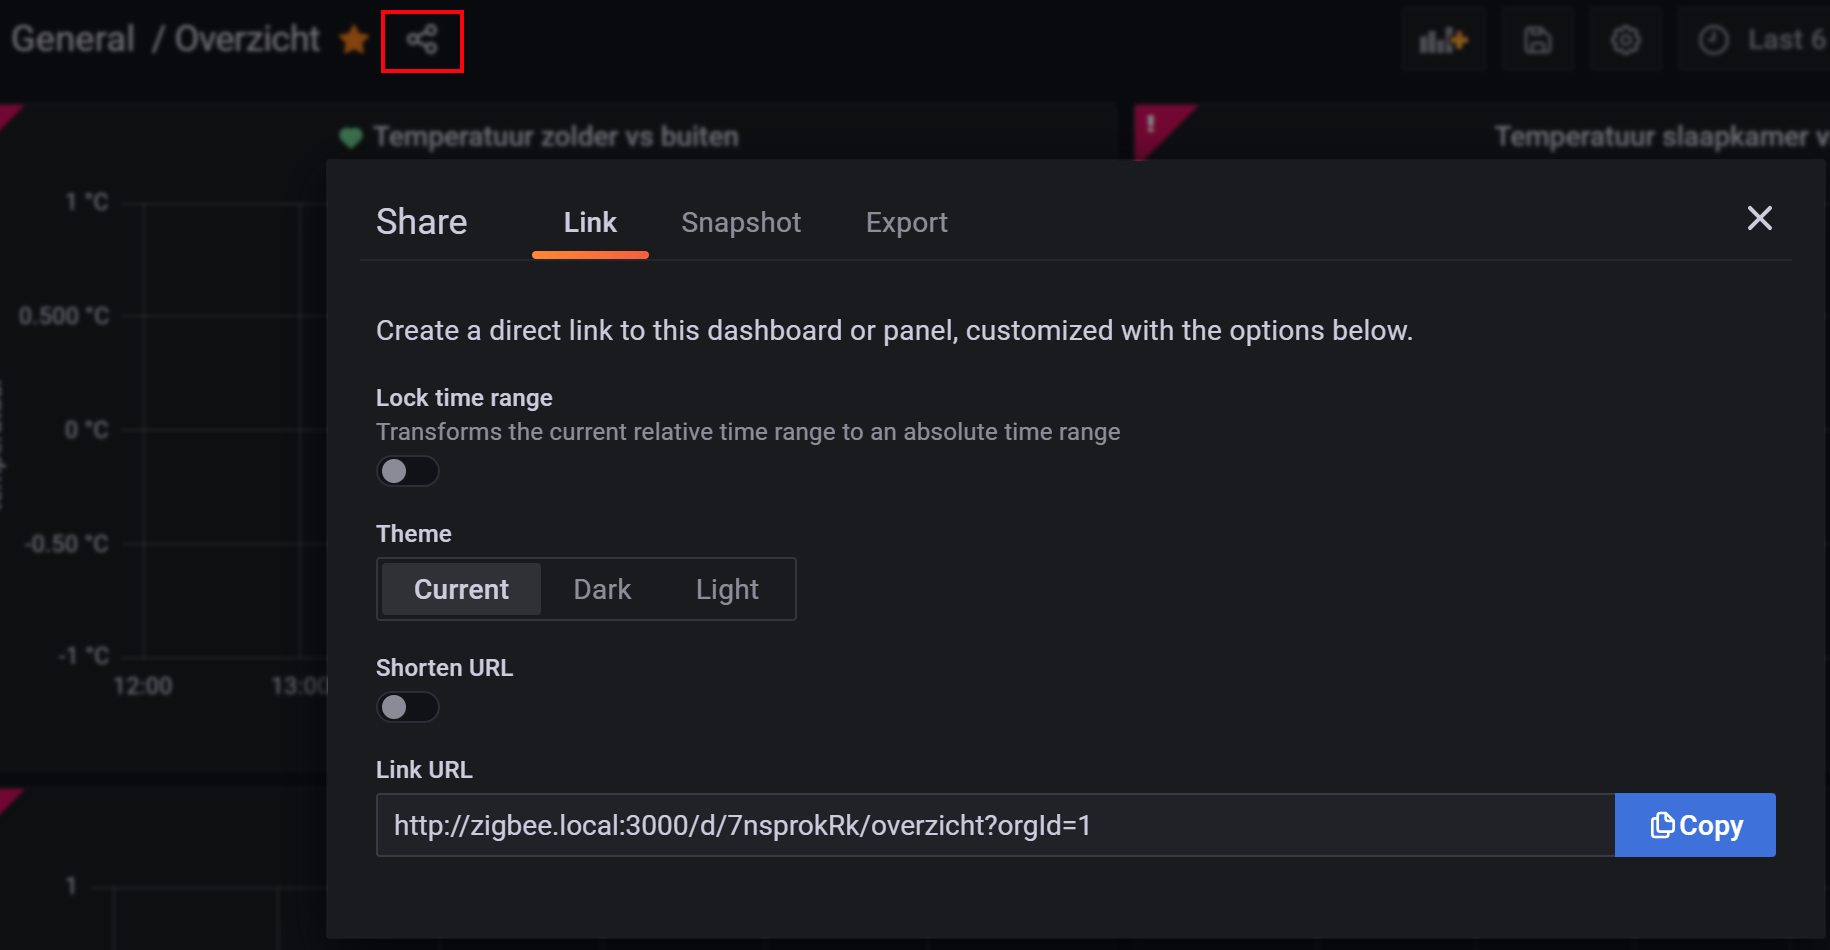 General / Overzicht
Last 6
Temperatuur zolder vs buiten
!
Temperatuur slaapkamer v
1 °C
0.500 °C
0 °C
-0.50 °C
-1 °C
12:00
13:00
1
Share
Link
Snapshot
Export
Create a direct link to this dashboard or panel, customized with the options below.
Lock time range
Transforms the current relative time range to an absolute time range
Theme
Current
Dark
Light
Shorten URL
Link URL
http://zigbee.local:3000/d/7nsprokRk/overzicht?orgId=1
Copy